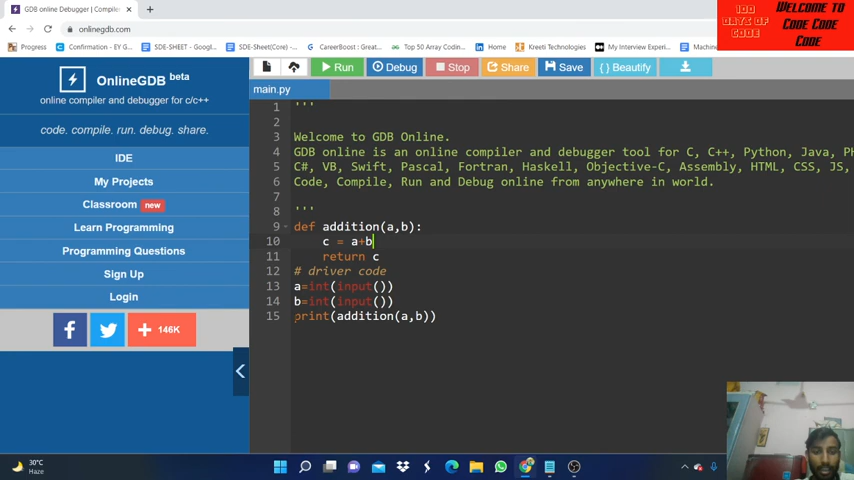 GDB online Debugger | Compiler
onlinegdb.com
Progress
Confirmation - EY G...
SDE-SHEET - Googl...
SDE-Sheet(Core) -...
CareerBoost : Great...
Top 50 Array Coding...
Home
Kreeti Technologies
My Interview Experi...
100 DAYS OF CODE
WELCOME TO CODE CODE CODE
OnlineGDB beta
online compiler and debugger for c/c++
code. compile. run. debug. share.
IDE
My Projects
Classroom new
Learn Programming
Programming Questions
Sign Up
Login
146K
Run
Debug
Stop
Share
Save
{ } Beautify
main.py
1 '''
2
3 Welcome to GDB Online.
4 GDB online is an online compiler and debugger tool for C, C++, Python, Java, PH
5 C#, VB, Swift, Pascal, Fortran, Haskell, Objective-C, Assembly, HTML, CSS, JS,
6 Code, Compile, Run and Debug online from anywhere in world.
7
8 '''
9 def addition(a,b):
10 c = a+b
11 return c
12 # driver code
13 a=int(input())
14 b=int(input())
15 print(addition(a,b))
30°C
Haze